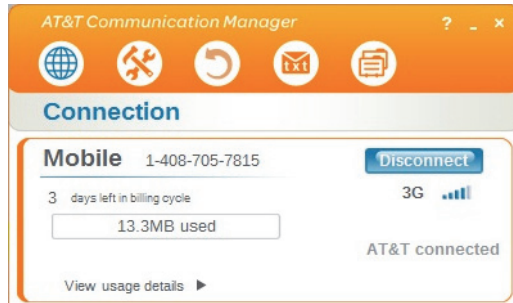 AT&T Communication Manager ? _ ×
txt
Connection
Mobile 1-408-705-7815 Disconnect
3 days left in billing cycle 3G
13.3MB used
AT&T connected
View usage details ►